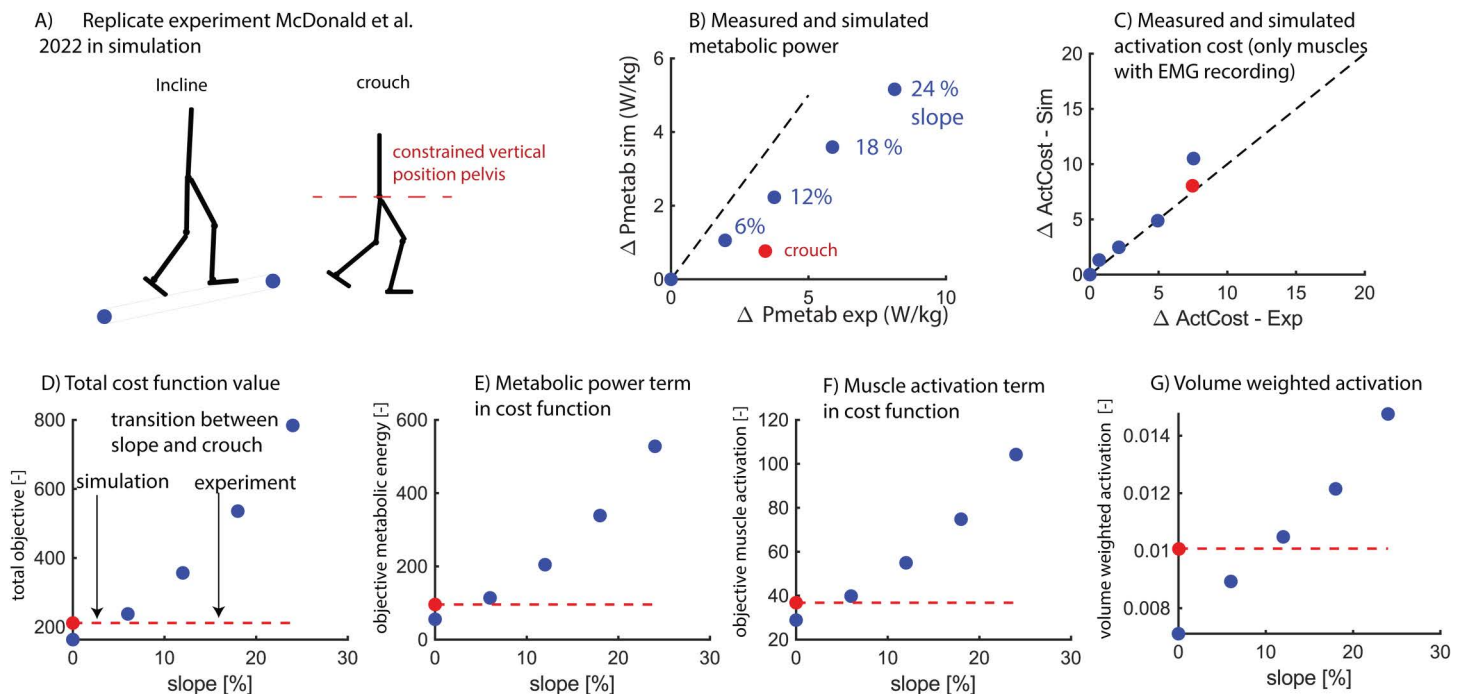 A) Replicate experiment McDonald et al.
2022 in simulation
Incline
crouch
constrained vertical
position pelvis
B) Measured and simulated
metabolic power
Δ Pmetab sim (W/kg)
6
4
2
0
0
5
10
Δ Pmetab exp (W/kg)
24 %
slope
18 %
12%
6%
crouch
C) Measured and simulated
activation cost (only muscles
with EMG recording)
Δ ActCost - Sim
20
15
10
5
0
0
5
10
15
20
Δ ActCost - Exp
D) Total cost function value
total objective [-]
800
600
400
200
0
10
20
30
slope [%]
transition between
slope and crouch
simulation
experiment
E) Metabolic power term
in cost function
objective metabolic energy [-]
600
400
200
0
0
10
20
30
slope [%]
F) Muscle activation term
in cost function
objective muscle activation [-]
120
100
80
60
40
20
0
10
20
30
slope [%]
G) Volume weighted activation
volume weighted activation [-]
0.014
0.012
0.01
0.008
0
10
20
30
slope [%]